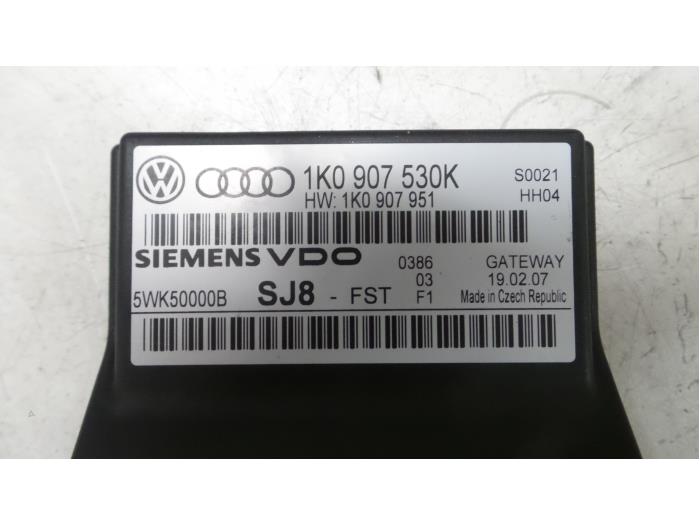 1K0 907 530K S0021
HW: 1K0 907 951 HH04
SIEMENS VDO 0386 GATEWAY
03 19.02.07
5WK50000B SJ8 - FST F1 Made in Czech Republic